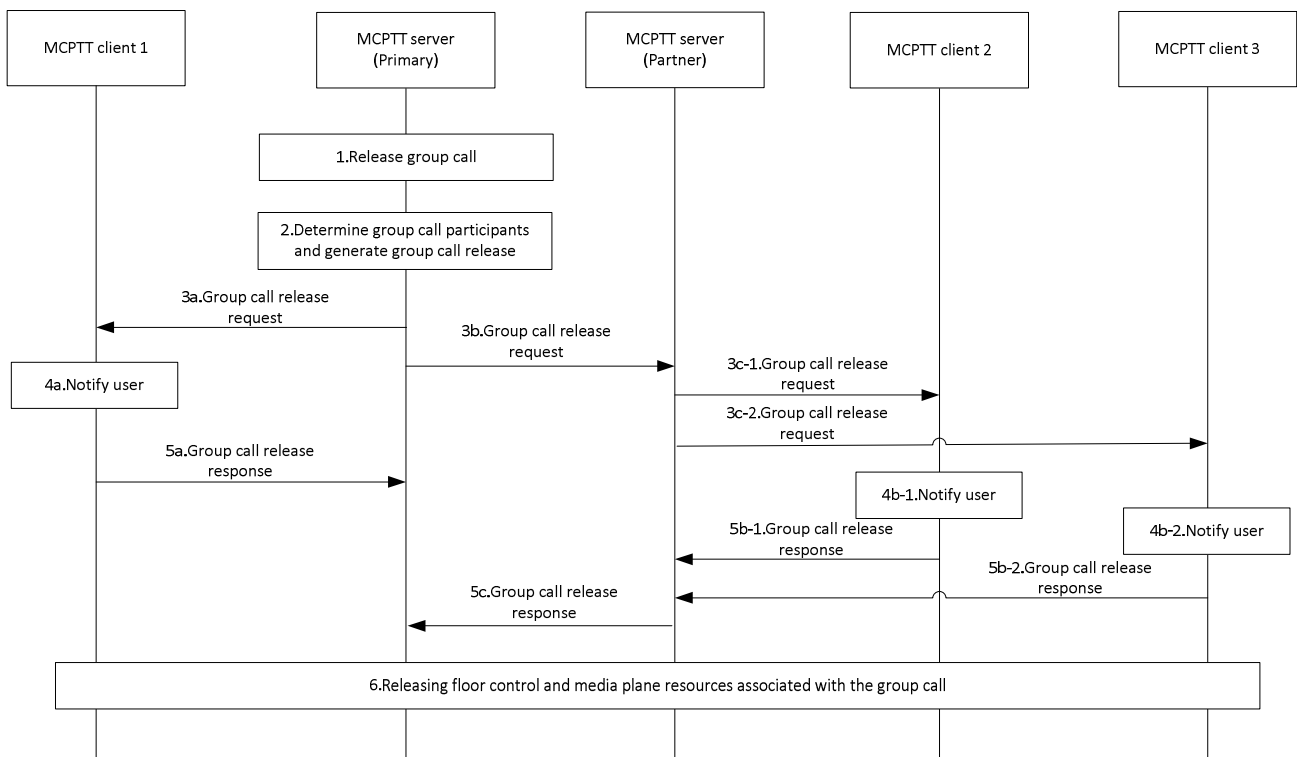 MCPTT client 1
MCPTT server
(Primary)
MCPTT server
(Partner)
MCPTT client 2
MCPTT client 3
1.Release group call
2.Determine group call participants
and generate group call release
3a.Group call release
request
3b.Group call release
request
3c-1.Group call release
request
4a.Notify user
3c-2.Group call release
request
5a.Group call release
response
4b-1.Notify user
4b-2.Notify user
5b-1.Group call release
response
5b-2.Group call release
response
5c.Group call release
response
6.Releasing floor control and media plane resources associated with the group call